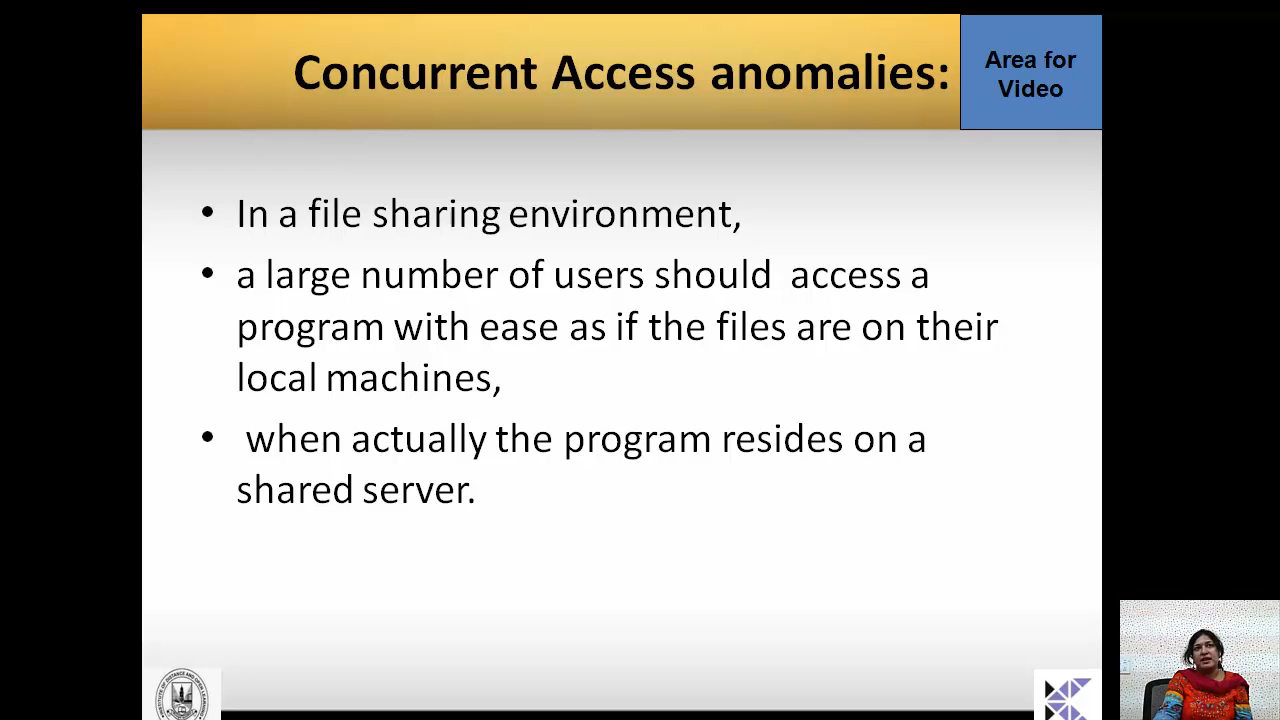 Concurrent Access anomalies:
Area for
Video
• In a file sharing environment,
• a large number of users should access a
program with ease as if the files are on their
local machines,
• when actually the program resides on a
shared server.